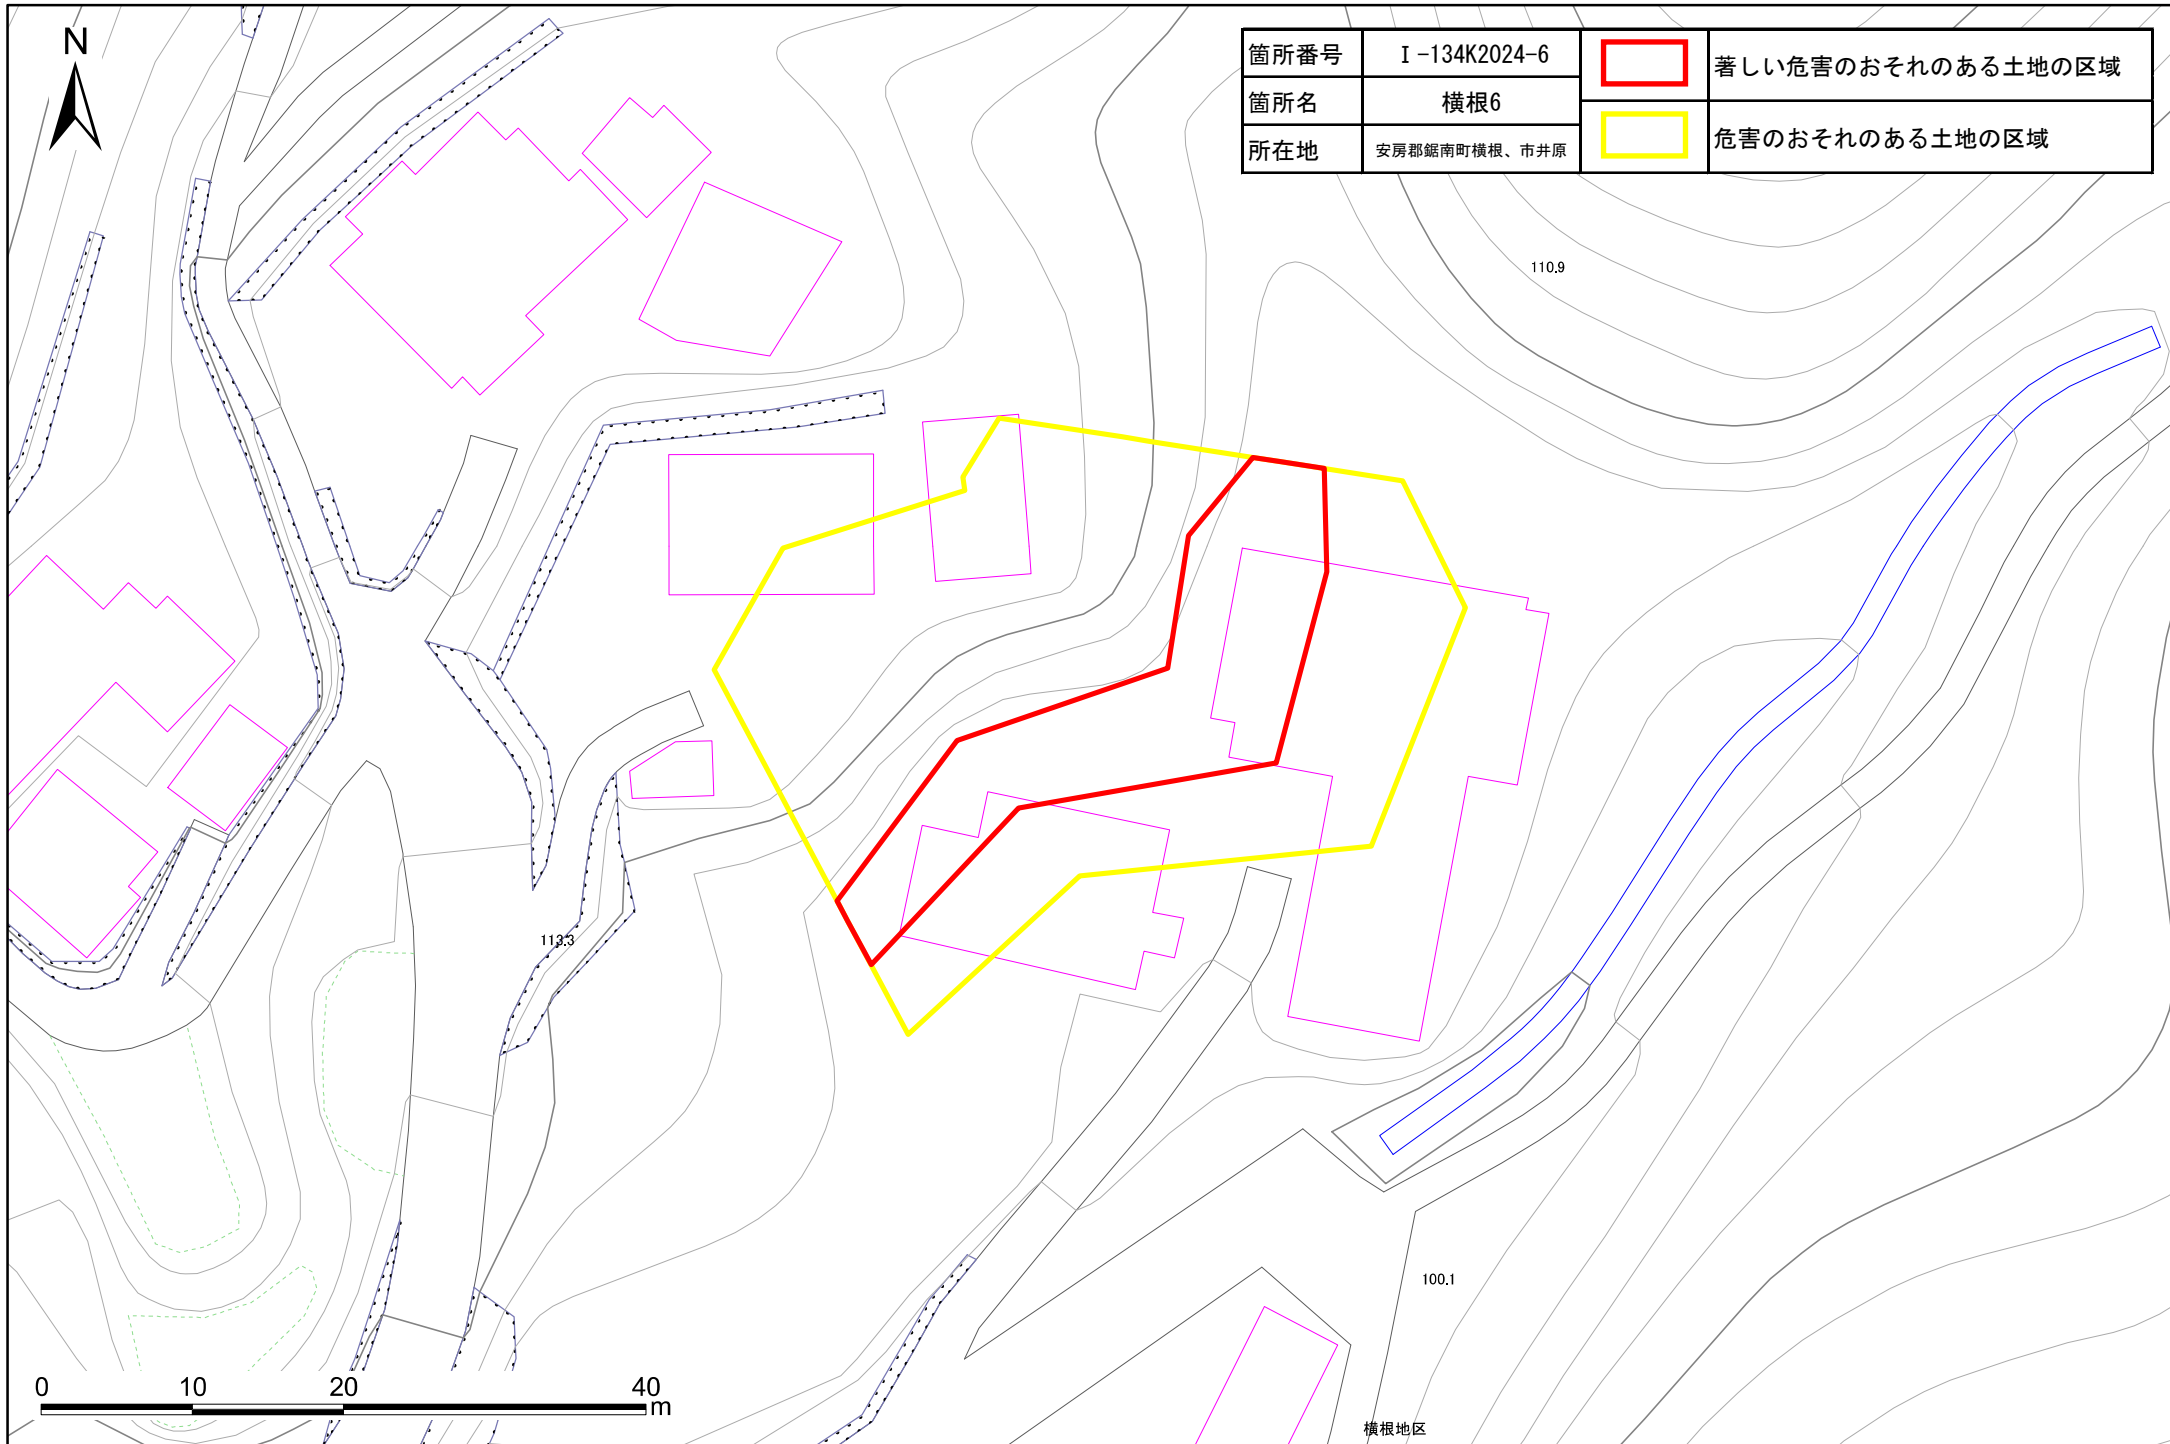 N
箇所番号 Ⅰ-134K2024-6
箇所名 横根6
所在地 安房郡鋸南町横根、市井原
著しい危害のおそれのある土地の区域
危害のおそれのある土地の区域
110.9
113.3
100.1
横根地区
0 10 20 40 m